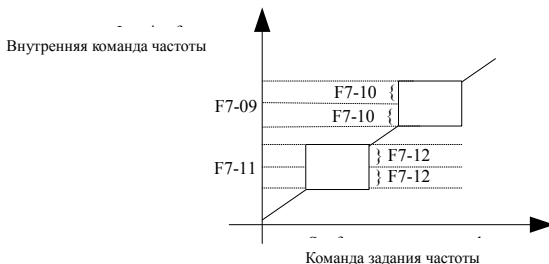 Внутренняя команда частоты
F7-10 {
F7-09
F7-10 {
} F7-12
F7-11
} F7-12
Команда задания частоты